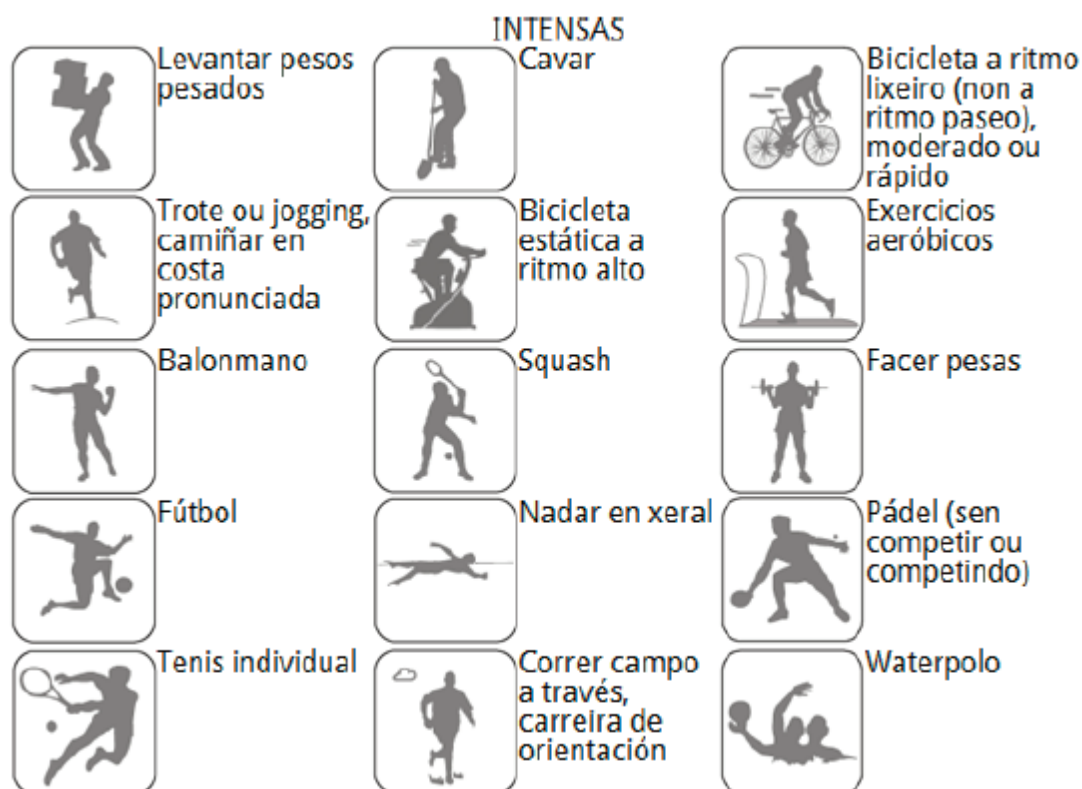 INTENSAS
Levantar pesos
pesados
Cavar
Bicicleta a ritmo
lixeiro (non a
ritmo paseo),
moderado ou
rápido
Trote ou jogging,
camiñar en
costa
pronunciada
Bicicleta
estática a
ritmo alto
Exercicios
aeróbicos
Balonmano
Squash
Facer pesas
Fútbol
Nadar en xeral
Pádel (sen
competir ou
competindo)
Tenis individual
Correr campo
a través,
carreira de
orientación
Waterpolo